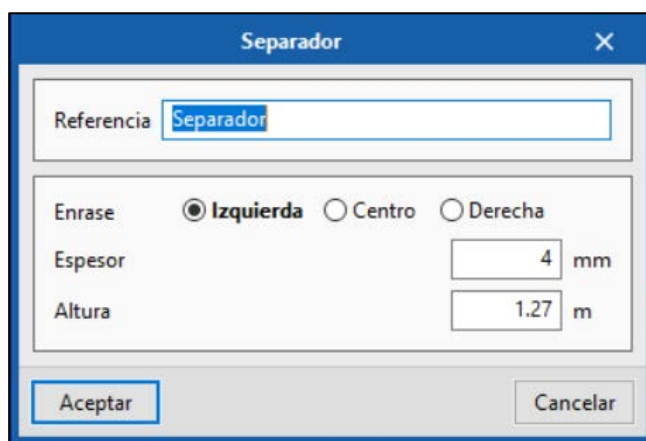 Separador
Referencia Separador
Enrase Izquierda Centro Derecha
Espesor 4 mm
Altura 1.27 m
Aceptar Cancelar